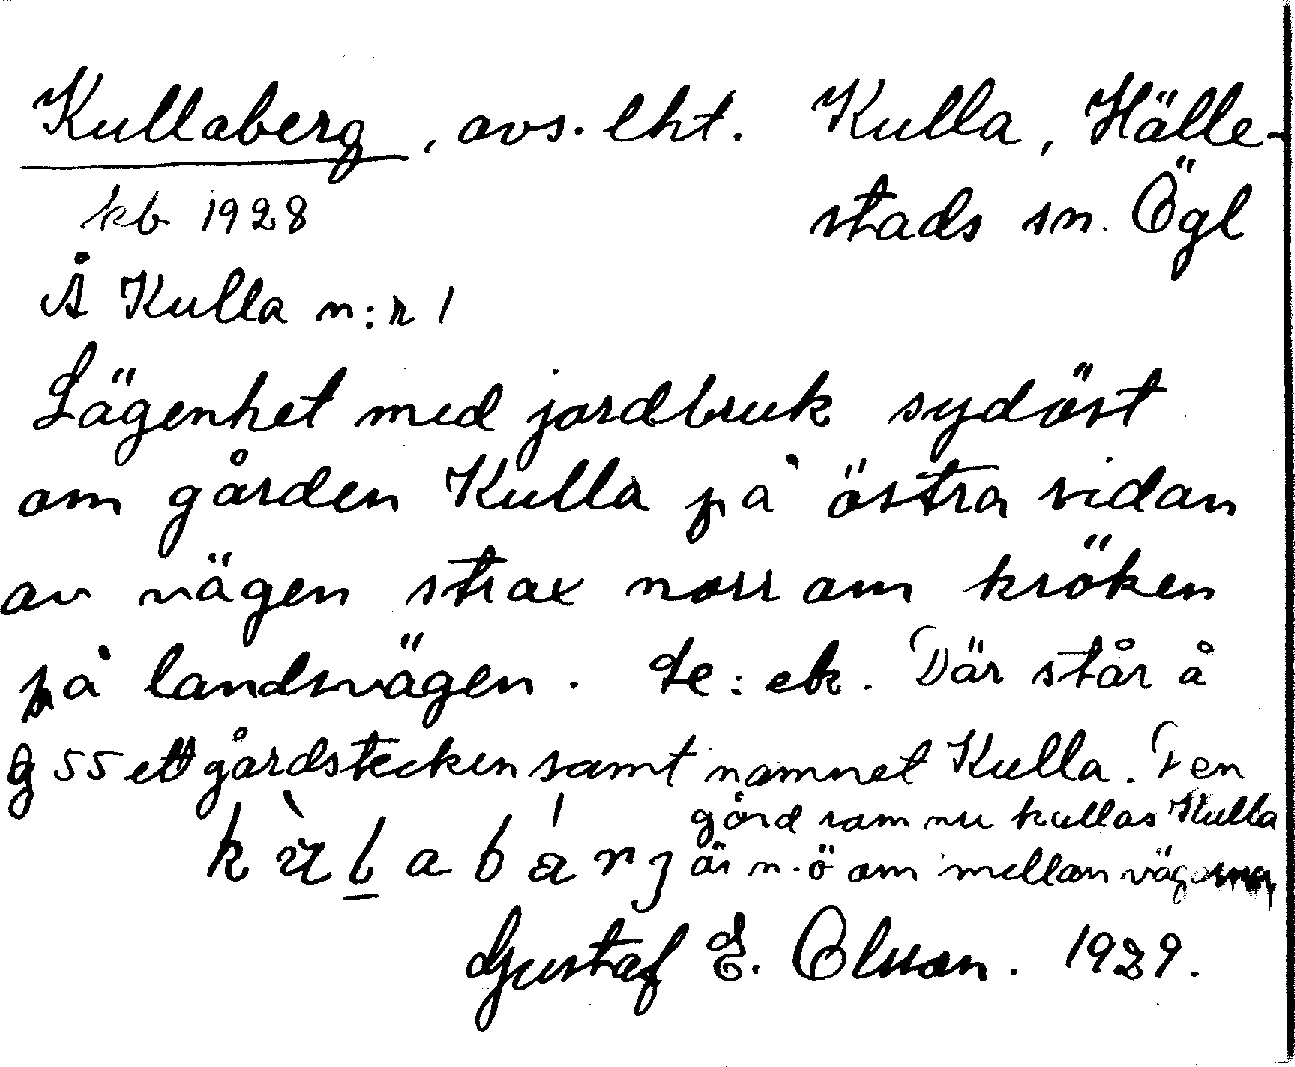 Kullaberg, avs. lht. Kulla, Hälle-
kb 1928 stads sn. Ögl
Å Kulla n:r 1
Lägenhet med jordbruk sydöst
om gården Kulla på östra sidan
av vägen strax norr om kröken
på landsvägen. Se: ek. Där står å
g 55 ett gårdstecken samt namnet Kulla. Den
gård som nu kallas Kulla
är n.ö om mellan vägarna
kùlabárȷ
Gustaf E. Olsson. 1929.